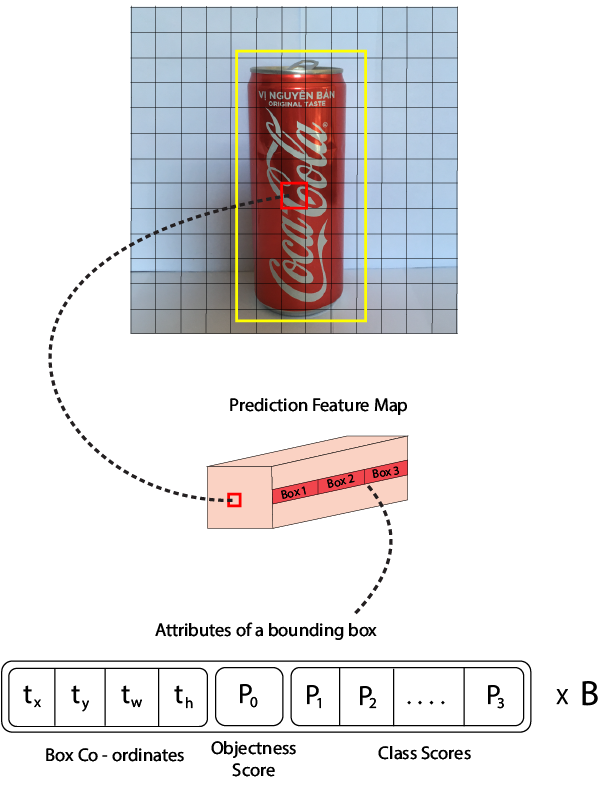 VỊ NGUYÊN BẢN
ORIGINAL TASTE
Coca-Cola®
Prediction Feature Map
Box 1 Box 2 Box 3
Attributes of a bounding box
tx ty tw th P0 P1 P2 .... P3 x B
Box Co - ordinates
Objectness
Score
Class Scores